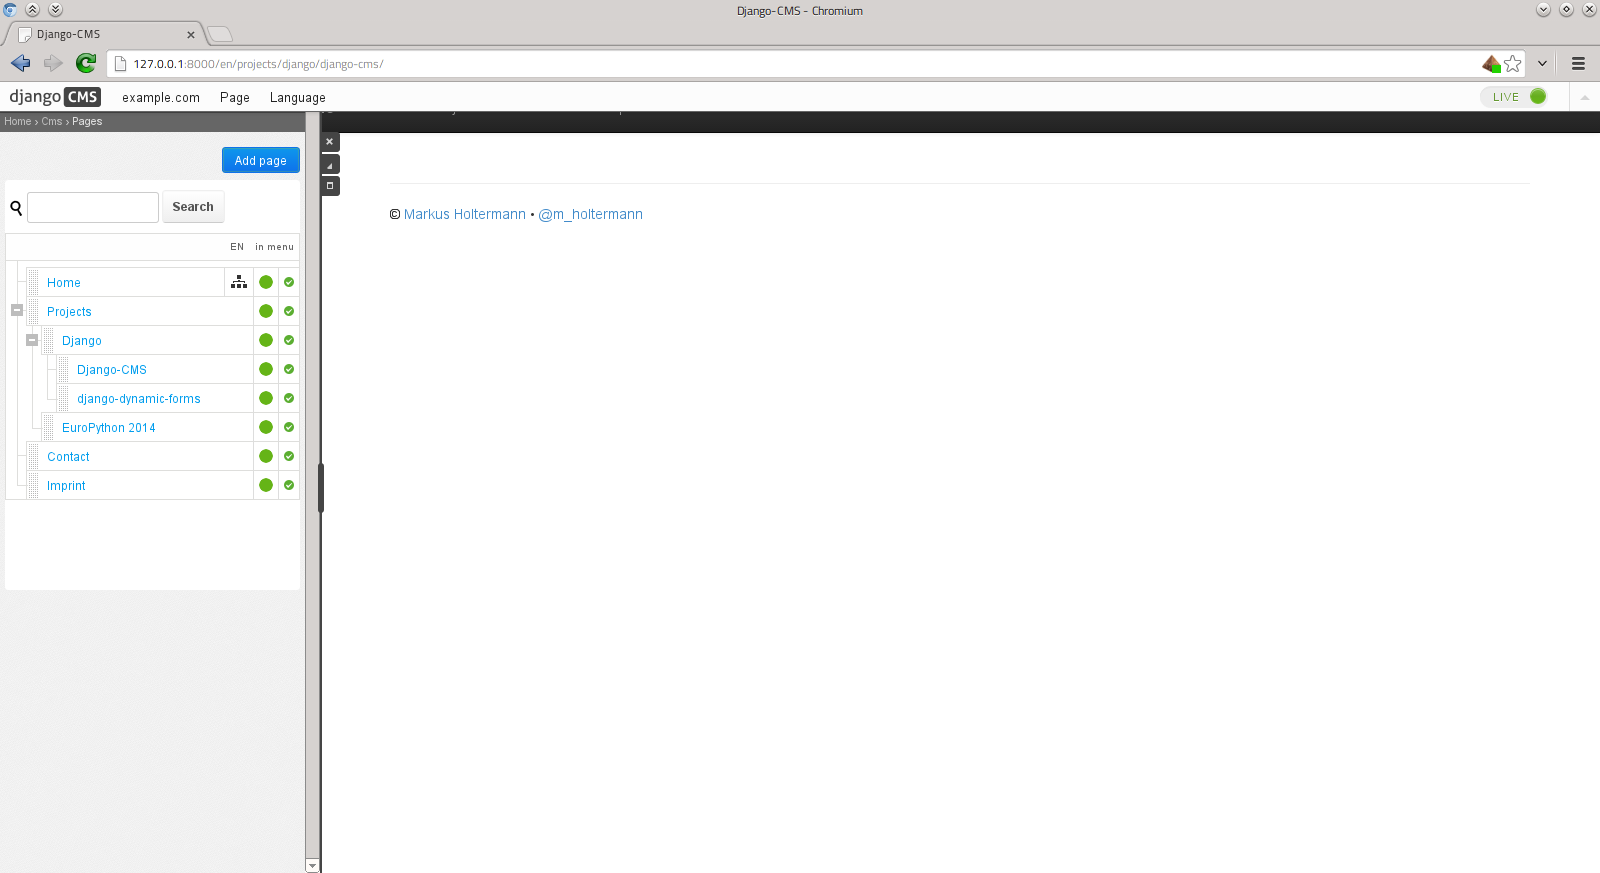 Django-CMS - Chromium
Django-CMS
127.0.0.1:8000/en/projects/django/django-cms/
django CMS example.com Page Language LIVE
Home › Cms › Pages
Add page
Search
EN in menu
Home
Projects
Django
Django-CMS
django-dynamic-forms
EuroPython 2014
Contact
Imprint
© Markus Holtermann • @m_holtermann